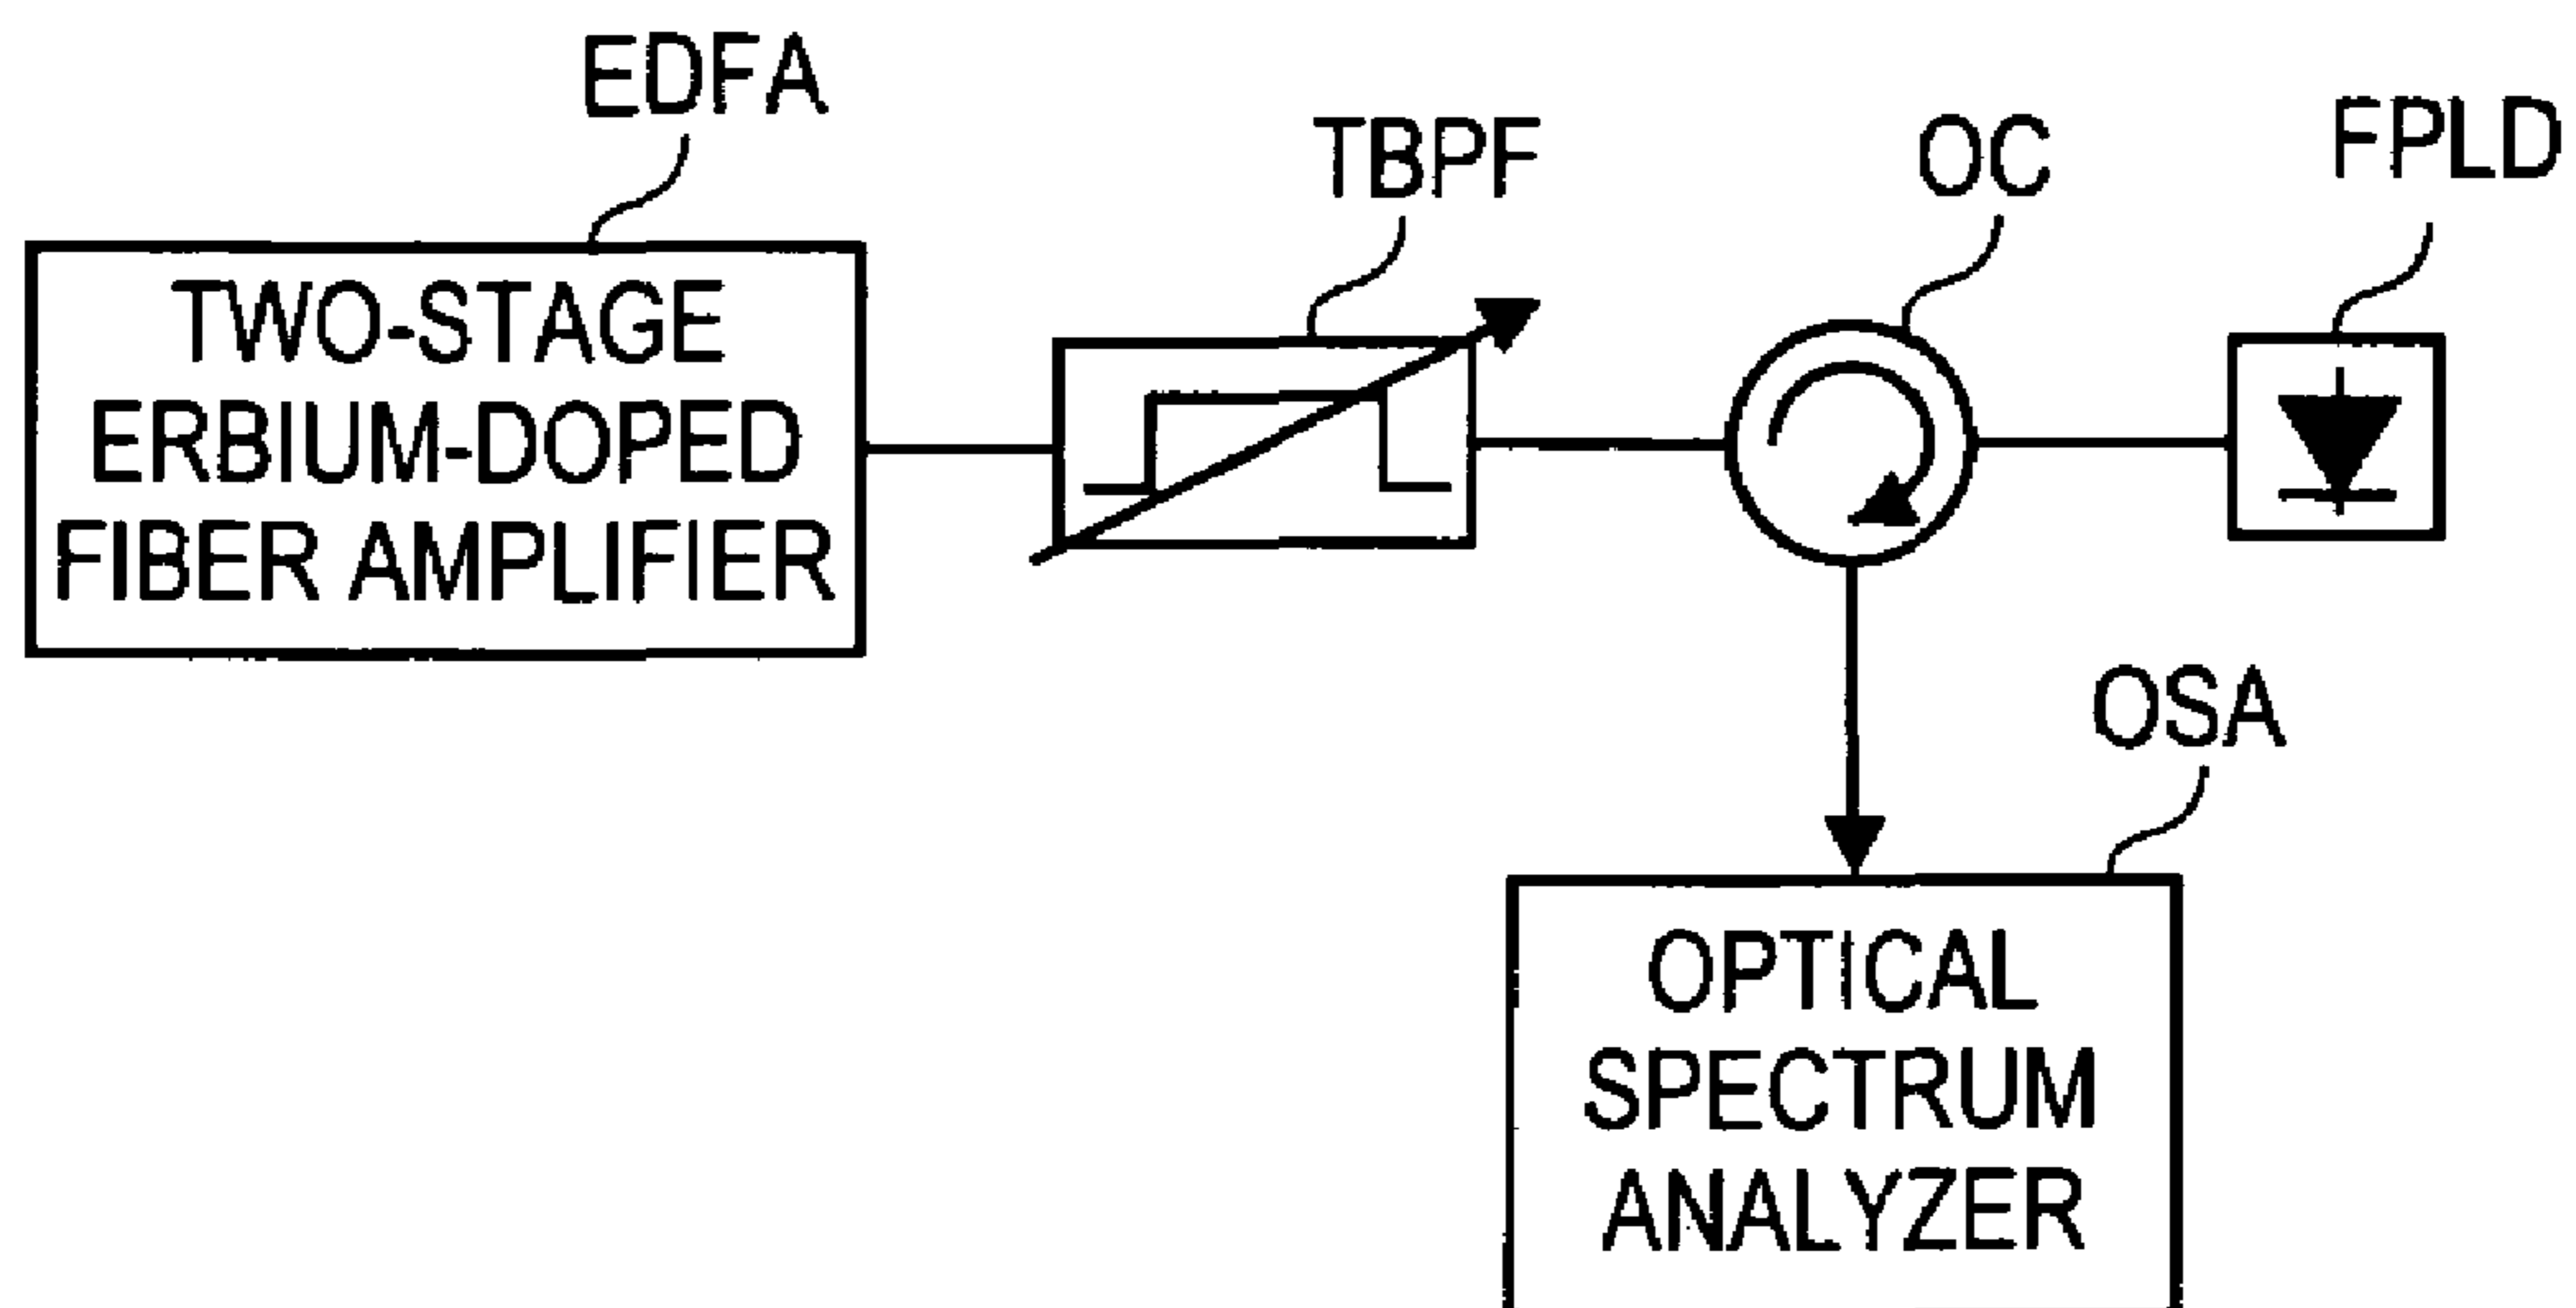 EDFA
TBPF
OC
FPLD
TWO-STAGE
ERBIUM-DOPED
FIBER AMPLIFIER
OSA
OPTICAL
SPECTRUM
ANALYZER